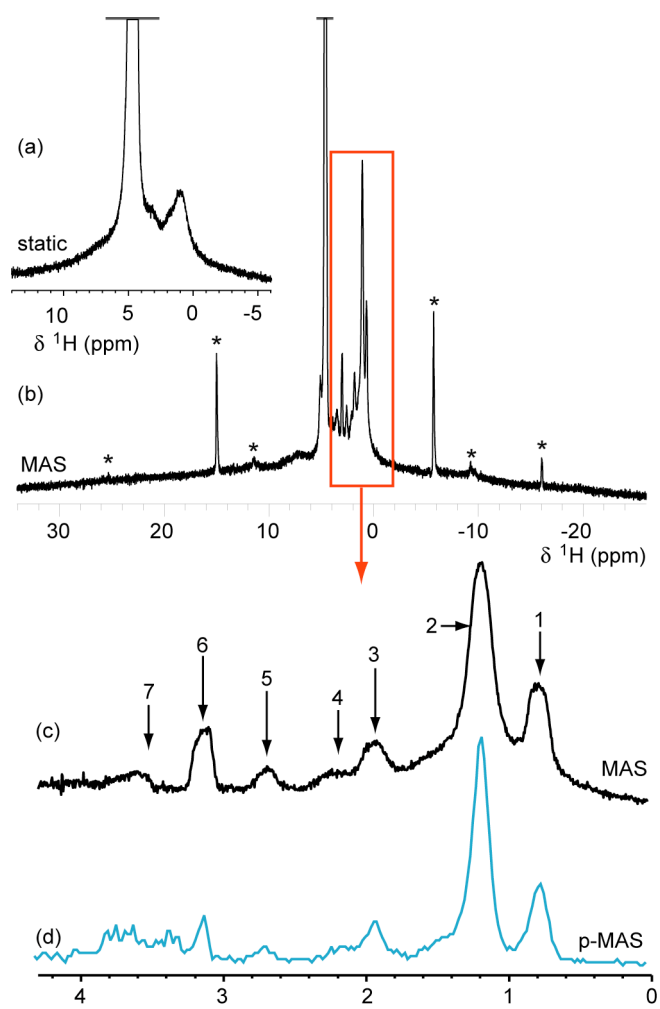 (a)
static
10 5 0 -5
δ ¹H (ppm)
* * * * * * *
(b)
MAS
30 20 10 0 -10 -20
δ ¹H (ppm)
7 6 5 4 3 2 1
(c)
MAS
(d)
p-MAS
4 3 2 1 0